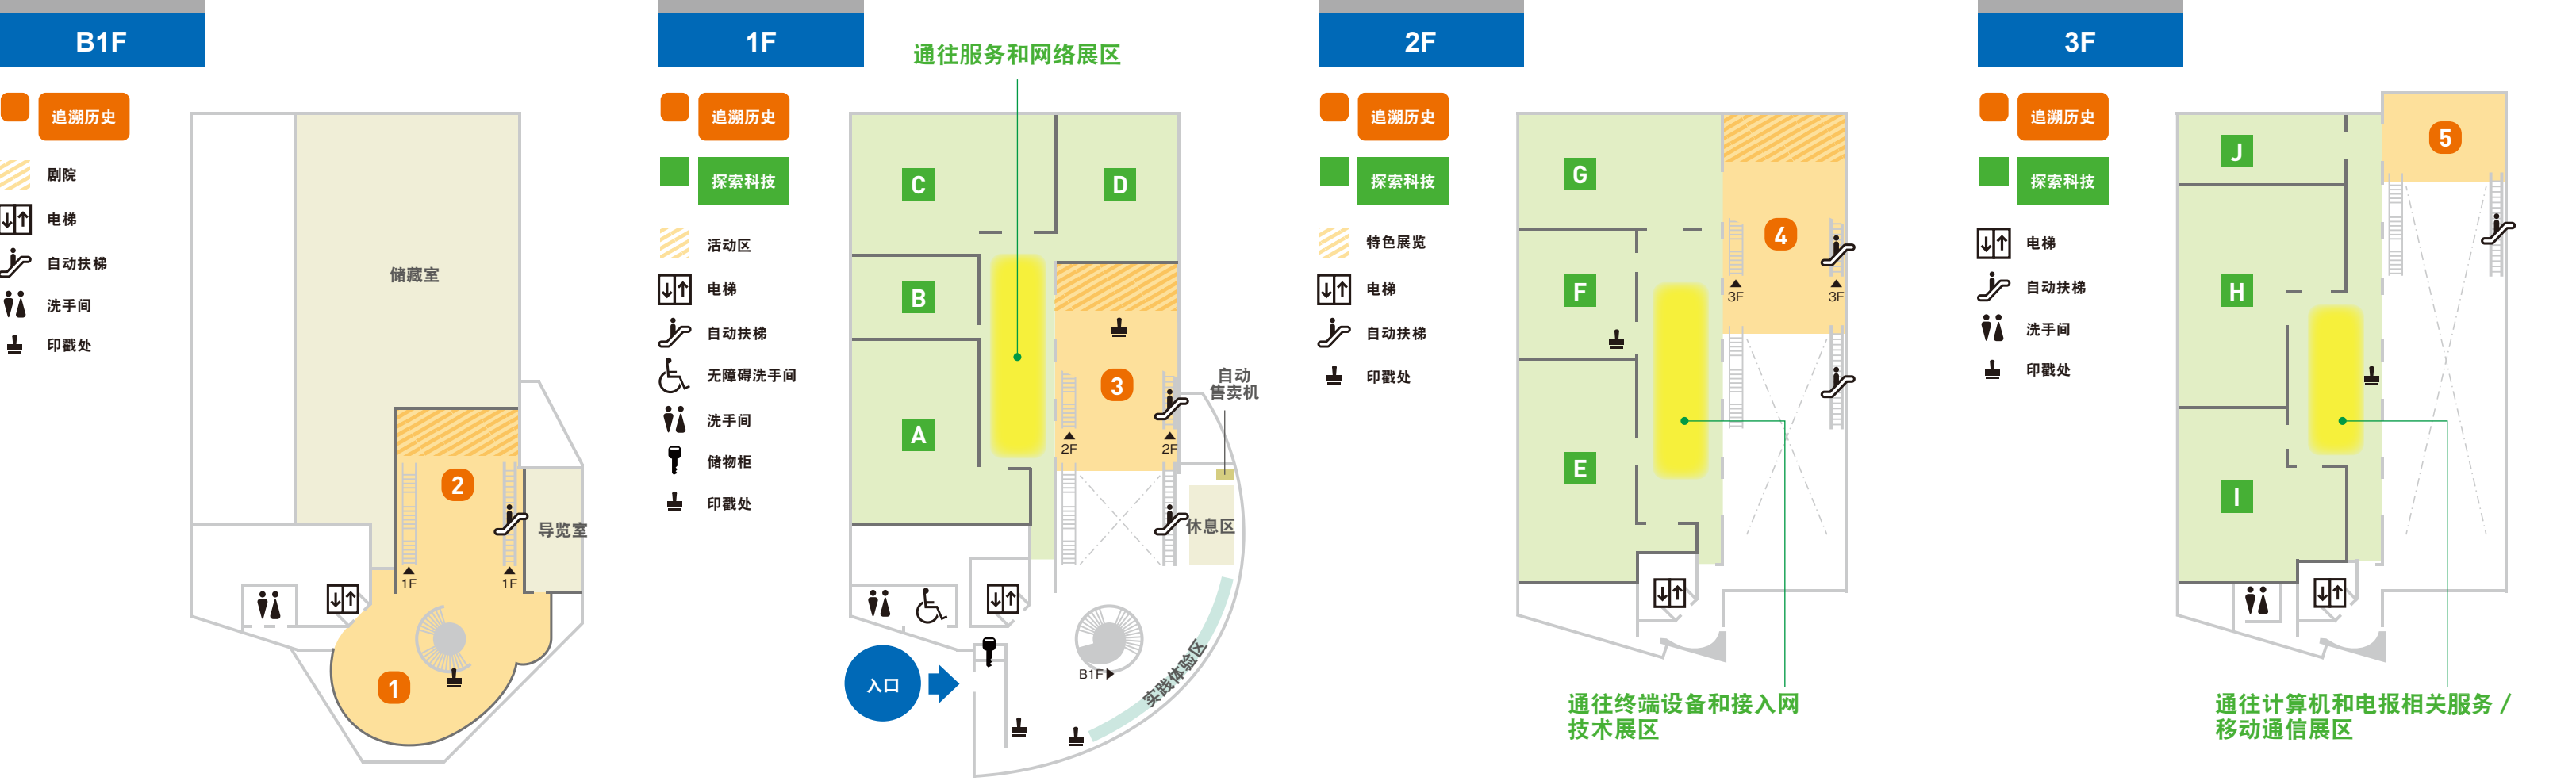 B1F
追溯历史
剧院
电梯
自动扶梯
洗手间
印戳处
储藏室
2
导览室
1F
1F
1
1F
通往服务和网络展区
追溯历史
探索科技
活动区
电梯
自动扶梯
无障碍洗手间
洗手间
储物柜
印戳处
C
D
B
3
A
2F
2F
自动
售卖机
休息区
B1F
实践体验区
入口
2F
追溯历史
探索科技
特色展览
电梯
自动扶梯
印戳处
G
4
F
3F
3F
E
通往终端设备和接入网
技术展区
3F
追溯历史
探索科技
电梯
自动扶梯
洗手间
印戳处
5
J
H
I
通往计算机和电报相关服务 /
移动通信展区